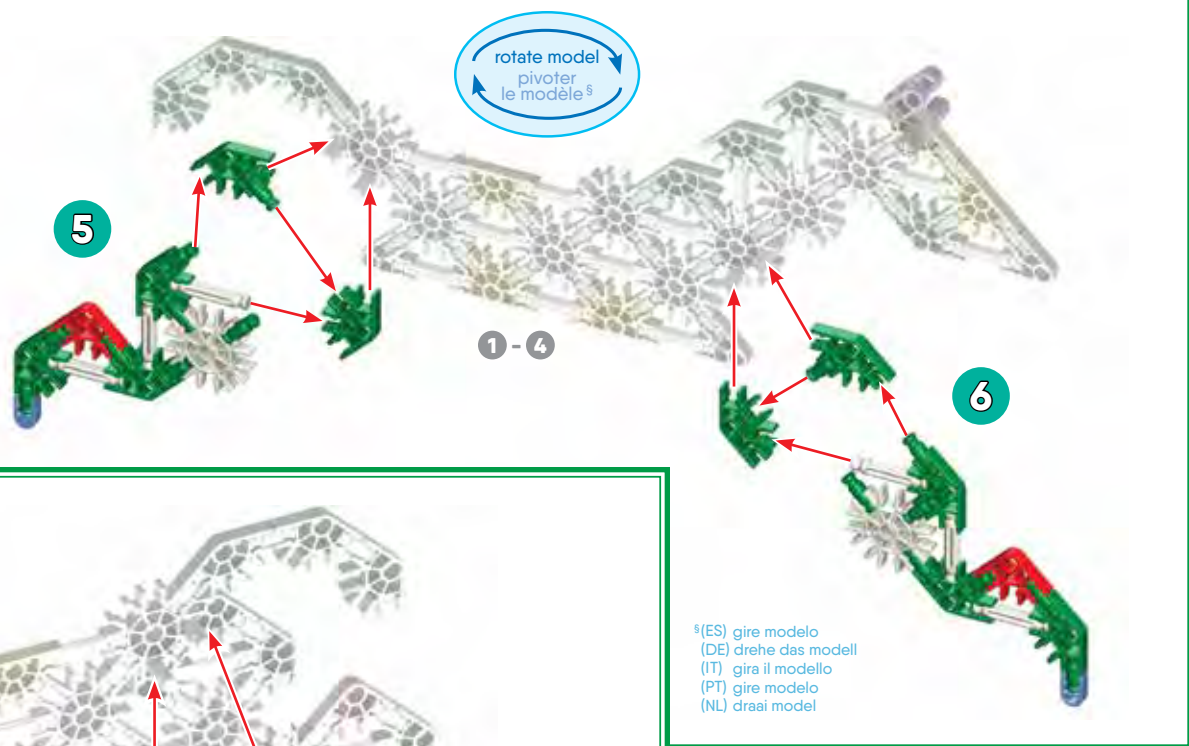 rotate model
pivoter
le modèle §
5
1 - 4
6
§(ES) gire modelo
(DE) drehe das modell
(IT) gira il modello
(PT) gire modelo
(NL) draai model